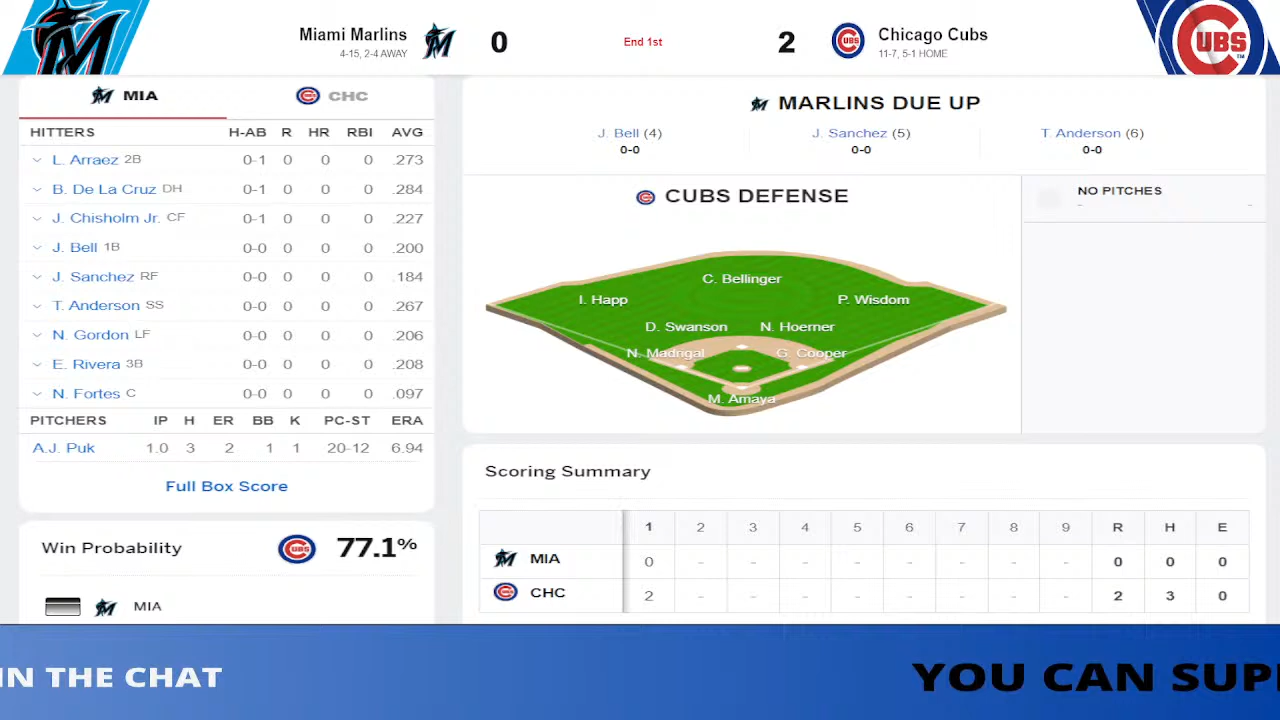 Miami Marlins
4-15, 2-4 AWAY
0
End 1st
2
Chicago Cubs
11-7, 5-1 HOME
CUBS
TM
MIA
CHC
HITTERS H-AB R HR RBI AVG
L. Arraez 2B 0-1 0 0 0 .273
B. De La Cruz DH 0-1 0 0 0 .284
J. Chisholm Jr. CF 0-1 0 0 0 .227
J. Bell 1B 0-0 0 0 0 .200
J. Sanchez RF 0-0 0 0 0 .184
T. Anderson SS 0-0 0 0 0 .267
N. Gordon LF 0-0 0 0 0 .206
E. Rivera 3B 0-0 0 0 0 .208
N. Fortes C 0-0 0 0 0 .097
PITCHERS IP H ER BB K PC-ST ERA
A.J. Puk 1.0 3 2 1 1 20-12 6.94
Full Box Score
Win Probability
77.1%
MIA
MARLINS DUE UP
J. Bell (4) J. Sanchez (5) T. Anderson (6)
0-0 0-0 0-0
CUBS DEFENSE
C. Bellinger
I. Happ P. Wisdom
D. Swanson N. Hoerner
N. Madrigal G. Cooper
M. Amaya
NO PITCHES
- -
Scoring Summary
1 2 3 4 5 6 7 8 9 R H E
MIA 0 - - - - - - - - 0 0 0
CHC 2 - - - - - - - - 2 3 0
IN THE CHAT
YOU CAN SUP